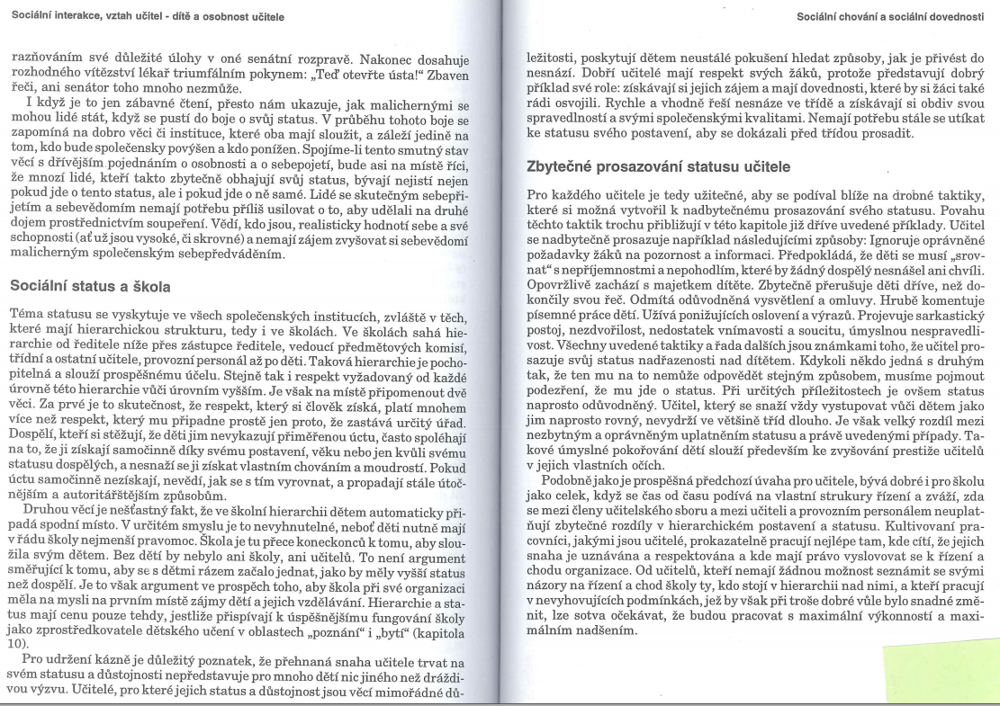 Sociální interakce, vztah učitel - dítě a osobnost učitele
razňováním své důležité úlohy v oné senátní rozpravě. Nakonec dosahuje
rozhodného vítězství lékař triumfálním pokynem: „Teď otevřte ústa!“ Zbaven
řeči, ani senátor toho mnoho nezmůže.
I když je to jen zábavné čtení, přesto nám ukazuje, jak malichernými se
mohou lidé stát, když se pustí do boje o svůj status. V průběhu tohoto boje se
zapomíná na dobro věci či instituce, které oba mají sloužit, a záleží jedině na
tom, kdo bude společensky povýšen a kdo ponížen. Spojíme-li tento smutný stav
věcí s dřívějším pojednáním o osobnosti a o sebepojetí, bude asi na místě říci,
že mnozí lidé, kteří takto zbytečně obhajují svůj status, bývají nejistí nejen
pokud jde o tento status, ale i pokud jde o ně samé. Lidé se skutečným sebepři-
jetím a sebevědomím nemají potřebu příliš usilovat o to, aby udělali na druhé
dojem prostřednictvím soupeření. Vědí, kdo jsou, realisticky hodnotí sebe a své
schopnosti (ať už jsou vysoké, či skrovné) a nemají zájem zvyšovat si sebevědomí
malicherným společenským sebepředváděním.
Sociální status a škola
Téma statusu se vyskytuje ve všech společenských institucích, zvláště v těch,
které mají hierarchickou strukturu, tedy i ve školách. Ve školách sahá hie-
rarchie od ředitele níže přes zástupce ředitele, vedoucí předmětových komisí,
třídní a ostatní učitele, provozní personál až po děti. Taková hierarchie je pocho-
pitelná a slouží prospěšnému účelu. Stejně tak i respekt vyžadovaný od každé
úrovně této hierarchie vůči úrovním vyšším. Je však na místě připomenout dvě
věci. Za prvé je to skutečnost, že respekt, který si člověk získá, platí mnohem
více než respekt, který mu připadne prostě jen proto, že zastává určitý úřad.
Dospělí, kteří si stěžují, že děti jim nevykazují přiměřenou úctu, často spoléhají
na to, že ji získají samočinně díky svému postavení, věku nebo jen kvůli svému
statusu dospělých, a nesnaží se ji získat vlastním chováním a moudrostí. Pokud
úctu samočinně nezískají, nevědí, jak se s tím vyrovnat, a propadají stále útoč-
nějším a autoritářštějším způsobům.
Druhou věcí je nešťastný fakt, že ve školní hierarchii dětem automaticky při-
padá spodní místo. V určitém smyslu je to nevyhnutelné, neboť děti nutně mají
v řádu školy nejmenší pravomoc. Škola je tu přece koneckonců k tomu, aby slou-
žila svým dětem. Bez dětí by nebylo ani školy, ani učitelů. To není argument
směřující k tomu, aby se s dětmi rázem začalo jednat, jako by měly vyšší status
než dospělí. Je to však argument ve prospěch toho, aby škola při své organizaci
měla na mysli na prvním místě zájmy dětí a jejich vzdělávání. Hierarchie a sta-
tus mají cenu pouze tehdy, jestliže přispívají k úspěšnějšímu fungování školy
jako zprostředkovatele dětského učení v oblastech „poznání“ i „bytí“ (kapitola
10).
Pro udržení kázně je důležitý poznatek, že přehnaná snaha učitele trvat na
svém statusu a důstojnosti nepředstavuje pro mnoho dětí nic jiného než dráždi-
vou výzvu. Učitelé, pro které jejich status a důstojnost jsou věcí mimořádné dů-
Sociální chování a sociální dovednosti
ležitosti, poskytují dětem neustálé pokušení hledat způsoby, jak je přivést do
nesnází. Dobří učitelé mají respekt svých žáků, protože představují dobrý
příklad své role: získávají si jejich zájem a mají dovednosti, které by si žáci také
rádi osvojili. Rychle a vhodně řeší nesnáze ve třídě a získávají si obdiv svou
spravedlností a svými společenskými kvalitami. Nemají potřebu stále se utíkat
ke statusu svého postavení, aby se dokázali před třídou prosadit.
Zbytečné prosazování statusu učitele
Pro každého učitele je tedy užitečné, aby se podíval blíže na drobné taktiky,
které si možná vytvořil k nadbytečnému prosazování svého statusu. Povahu
těchto taktik trochu přibližují v této kapitole již dříve uvedené příklady. Učitel
se nadbytečně prosazuje například následujícími způsoby: Ignoruje oprávněné
požadavky žáků na pozornost a informaci. Předpokládá, že děti se musí „srov-
nat“ s nepříjemnostmi a nepohodlím, které by žádný dospělý nesnášel ani chvíli.
Opovržlivě zachází s majetkem dítěte. Zbytečně přerušuje děti dříve, než do-
končily svou řeč. Odmítá odůvodněná vysvětlení a omluvy. Hrubě komentuje
písemné práce dětí. Užívá ponižujících oslovení a výrazů. Projevuje sarkastický
postoj, nezdvořilost, nedostatek vnímavosti a soucitu, úmyslnou nespravedli-
vost. Všechny uvedené taktiky a řada dalších jsou známkami toho, že učitel pro-
sazuje svůj status nadřazenosti nad dítětem. Kdykoli někdo jedná s druhým
tak, že ten mu na to nemůže odpovědět stejným způsobem, musíme pojmout
podezření, že mu jde o status. Při určitých příležitostech je ovšem status
naprosto odůvodněný. Učitel, který se snaží vždy vystupovat vůči dětem jako
jim naprosto rovný, nevydrží ve většině tříd dlouho. Je však velký rozdíl mezi
nezbytným a oprávněným uplatněním statusu a právě uvedenými případy. Ta-
kové úmyslné pokořování dětí slouží především ke zvyšování prestiže učitelů
v jejich vlastních očích.
Podobně jako je prospěšná předchozí úvaha pro učitele, bývá dobré i pro školu
jako celek, když se čas od času podívá na vlastní strukury řízení a zváží, zda
se mezi členy učitelského sboru a mezi učiteli a provozním personálem neuplat-
ňují zbytečné rozdíly v hierarchickém postavení a statusu. Kultivovaní pra-
covníci, jakými jsou učitelé, prokazatelně pracují nejlépe tam, kde cítí, že jejich
snaha je uznávána a respektována a kde mají právo vyslovovat se k řízení a
chodu organizace. Od učitelů, kteří nemají žádnou možnost seznámit se svými
názory na řízení a chod školy ty, kdo stojí v hierarchii nad nimi, a kteří pracují
v nevyhovujících podmínkách, jež by však při troše dobré vůle bylo snadné změ-
nit, lze sotva očekávat, že budou pracovat s maximální výkonností a maxi-
málním nadšením.